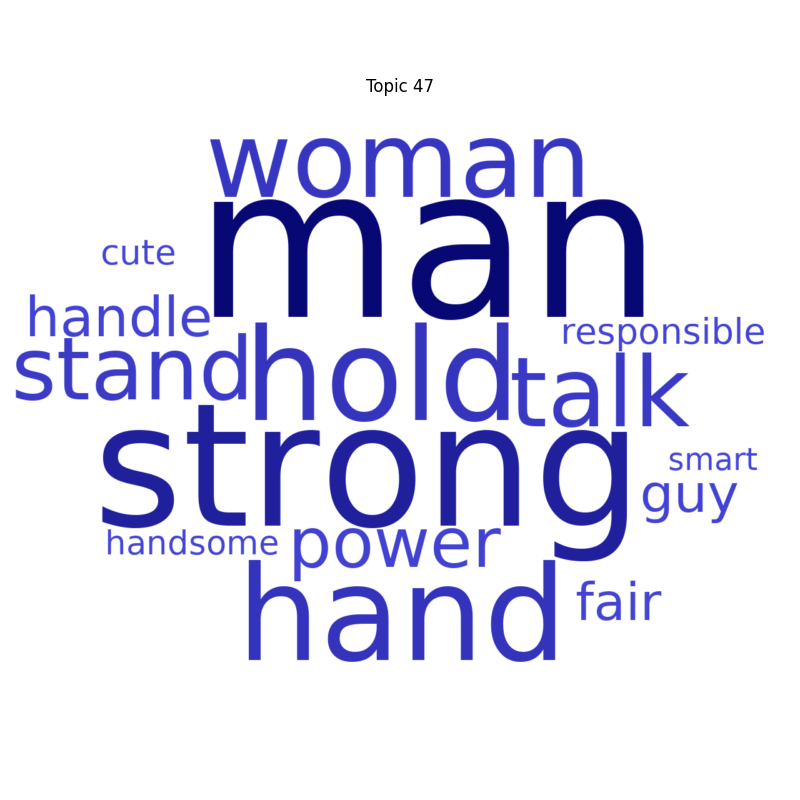 Topic 47
woman
man
cute
handle
responsible
stand
hold
talk
strong
smart
guy
handsome
power
hand
fair